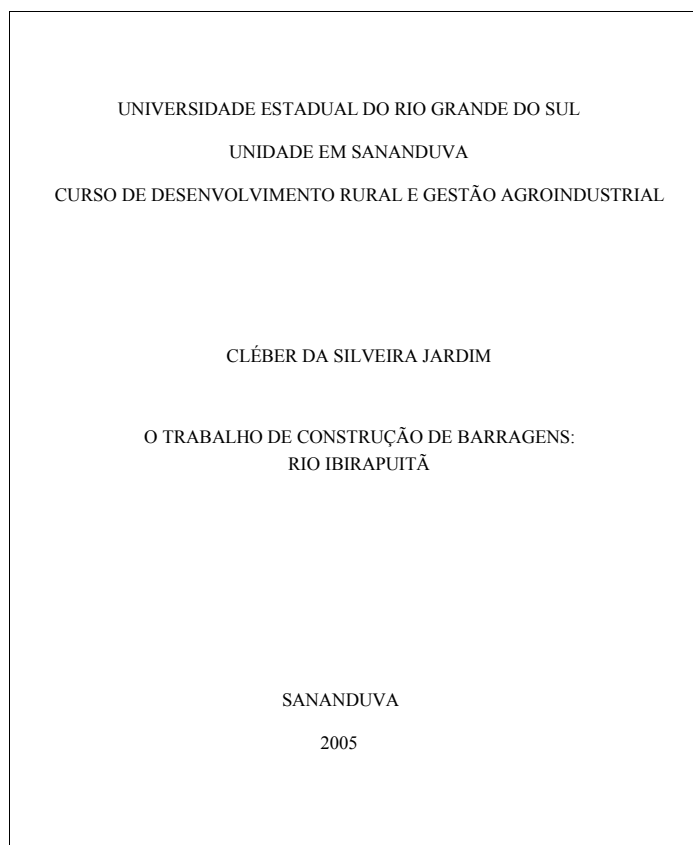 UNIVERSIDADE ESTADUAL DO RIO GRANDE DO SUL
UNIDADE EM SANANDUVA
CURSO DE DESENVOLVIMENTO RURAL E GESTÃO AGROINDUSTRIAL
CLÉBER DA SILVEIRA JARDIM
O TRABALHO DE CONSTRUÇÃO DE BARRAGENS:
RIO IBIRAPUITÃ
SANANDUVA
2005